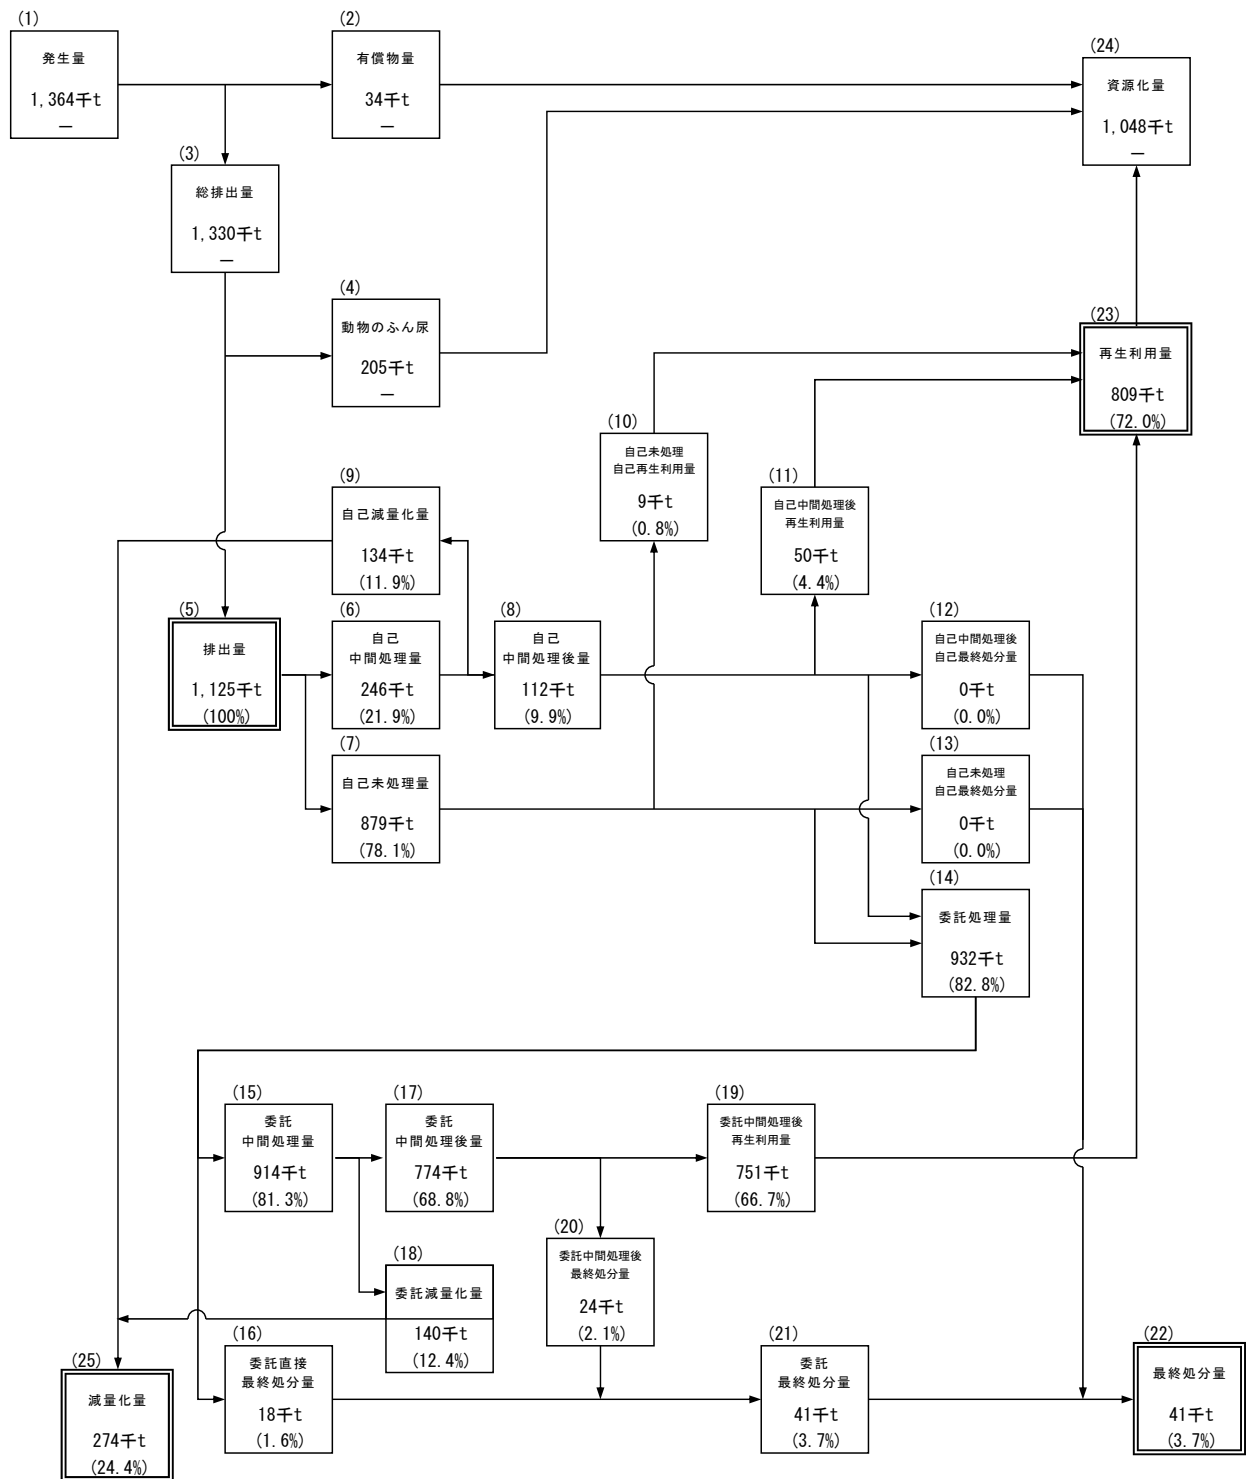 (1)
発生量
1,364千t
―
(2)
有償物量
34千t
―
(24)
資源化量
1,048千t
―
(3)
総排出量
1,330千t
―
(4)
動物のふん尿
205千t
―
(23)
再生利用量
809千t
(72.0%)
(10)
自己未処理
自己再生利用量
9千t
(0.8%)
(11)
自己中間処理後
再生利用量
50千t
(4.4%)
(9)
自己減量化量
134千t
(11.9%)
(5)
排出量
1,125千t
(100%)
(6)
自己
中間処理量
246千t
(21.9%)
(8)
自己
中間処理後量
112千t
(9.9%)
(12)
自己中間処理後
自己最終処分量
0千t
(0.0%)
(7)
自己未処理量
879千t
(78.1%)
(13)
自己未処理
自己最終処分量
0千t
(0.0%)
(14)
委託処理量
932千t
(82.8%)
(15)
委託
中間処理量
914千t
(81.3%)
(17)
委託
中間処理後量
774千t
(68.8%)
(19)
委託中間処理後
再生利用量
751千t
(66.7%)
(20)
委託中間処理後
最終処分量
24千t
(2.1%)
(18)
委託減量化量
140千t
(12.4%)
(16)
委託直接
最終処分量
18千t
(1.6%)
(21)
委託
最終処分量
41千t
(3.7%)
(22)
最終処分量
41千t
(3.7%)
(25)
減量化量
274千t
(24.4%)